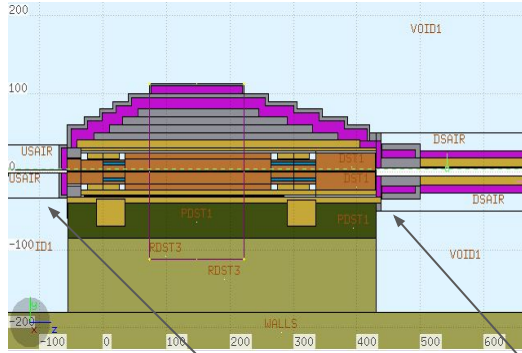 200
VOID1
100
USAIR
DSAIR
DST1
0
USAIR
DST1
DSAIR
PDST1
PDST1
-100
ID1
RDST3
VOID1
RDST3
-200
WALLS
y
x
z
-100
0
100
200
300
400
500
600